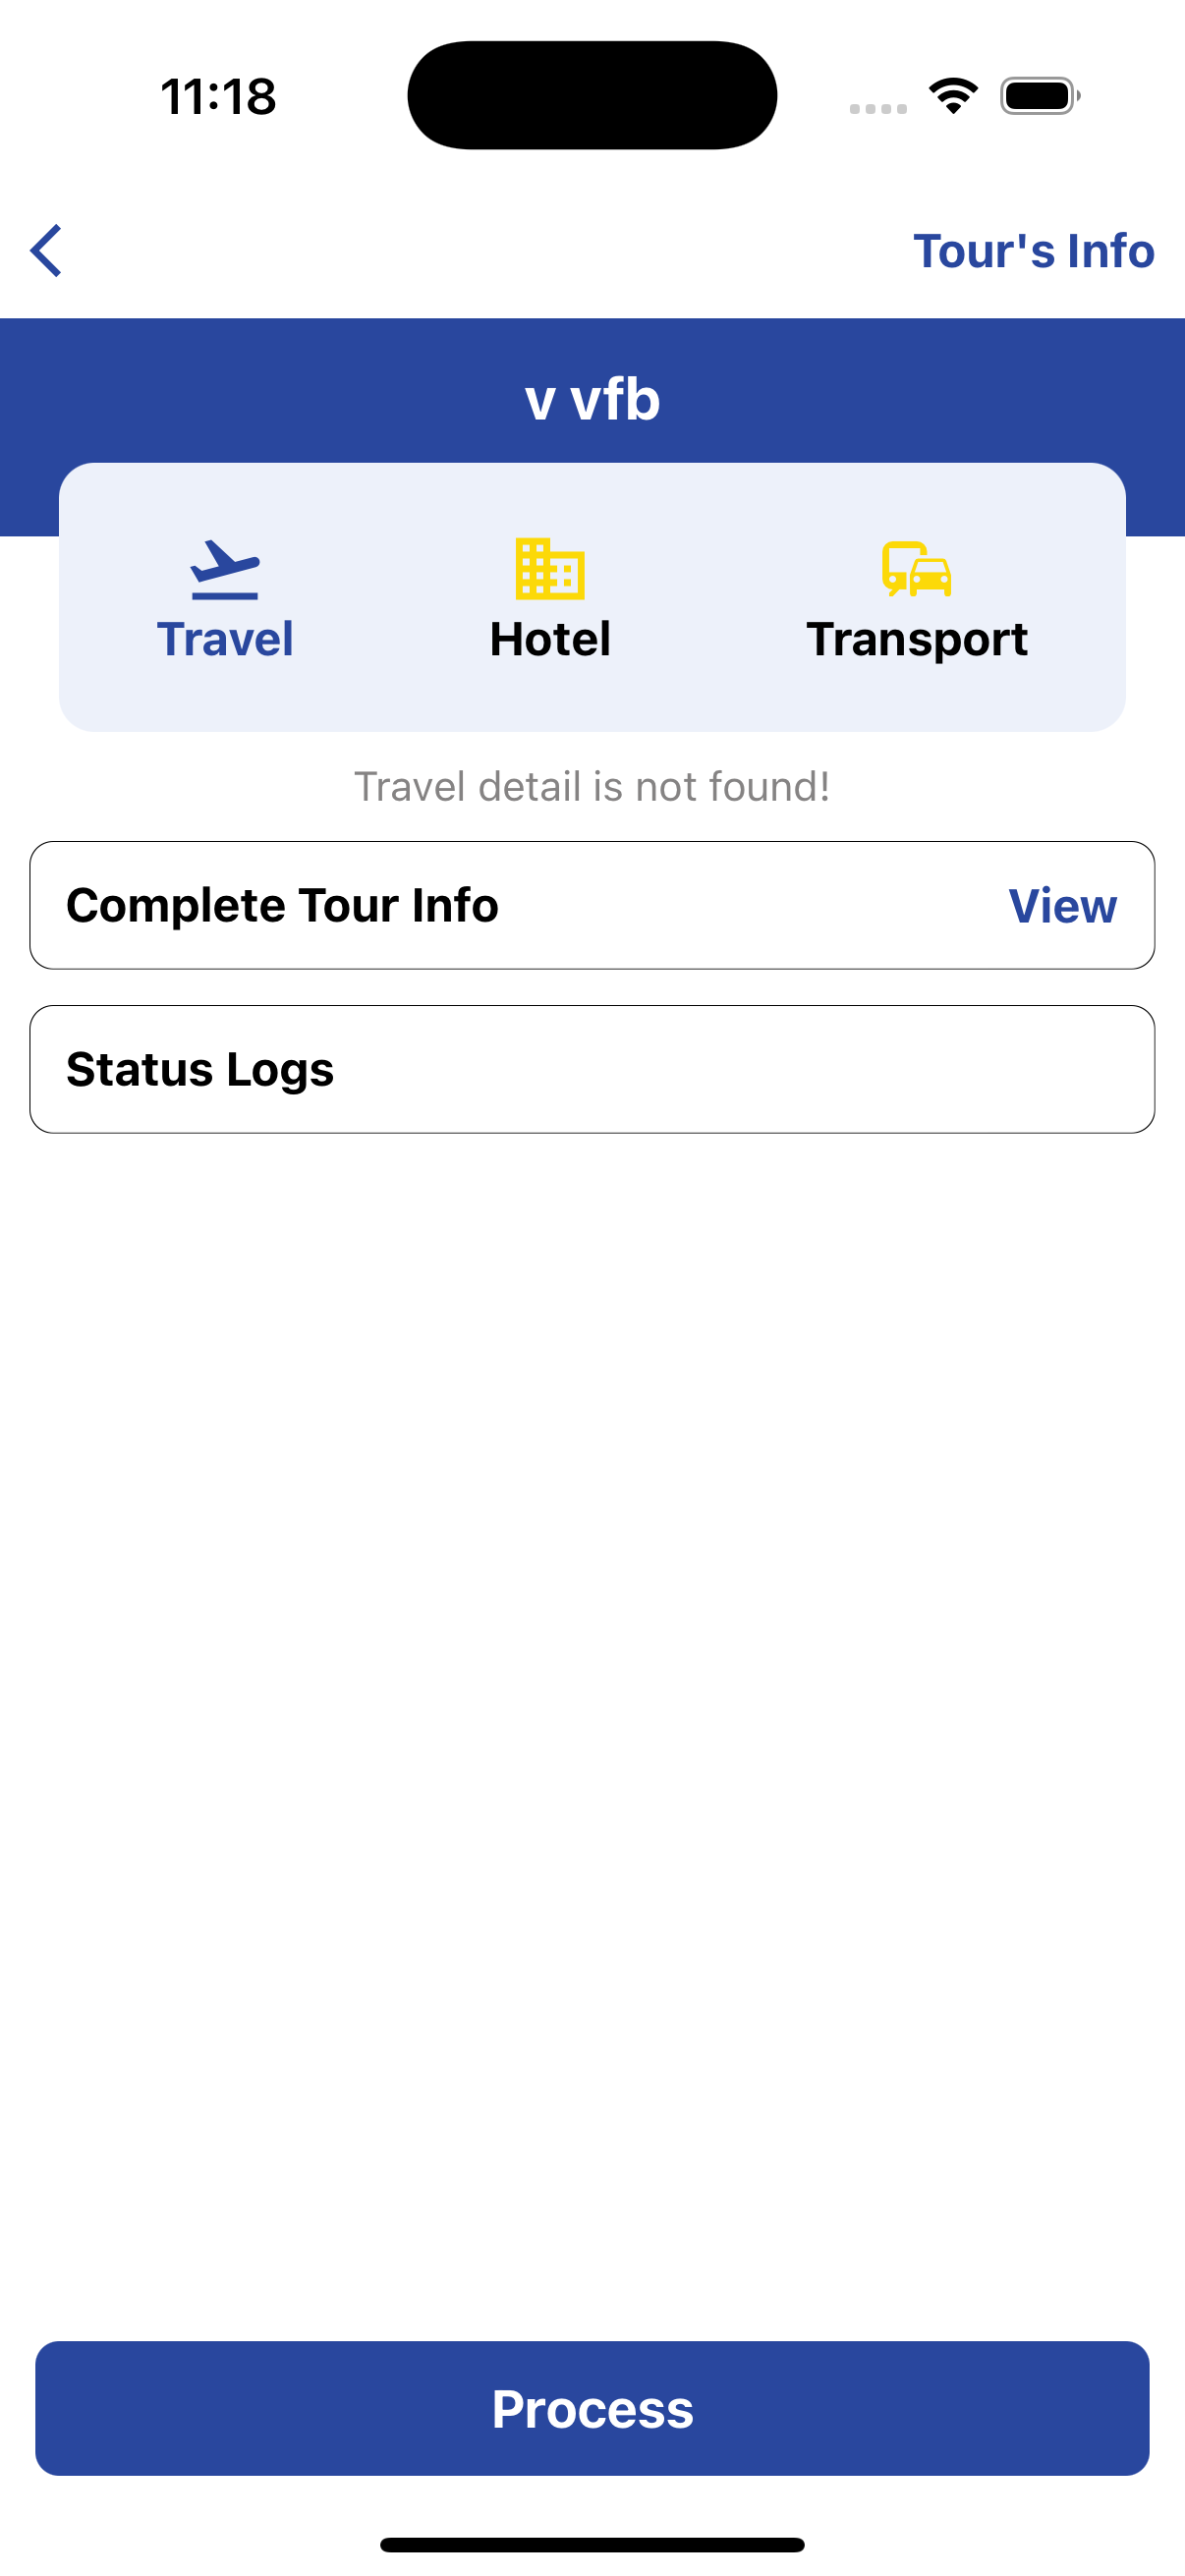 11:18
Tour's Info
v vfb
Travel
Hotel
Transport
Travel detail is not found!
Complete Tour Info
View
Status Logs
Process